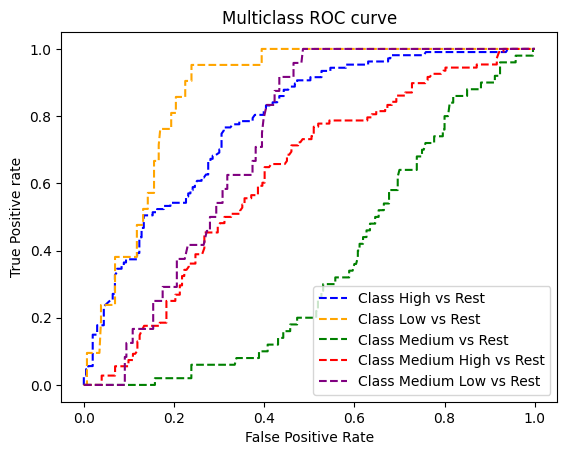 Multiclass ROC curve
True Positive rate
1.0
0.8
0.6
0.4
0.2
0.0
Class High vs Rest
Class Low vs Rest
Class Medium vs Rest
Class Medium High vs Rest
Class Medium Low vs Rest
0.0 0.2 0.4 0.6 0.8 1.0
False Positive Rate